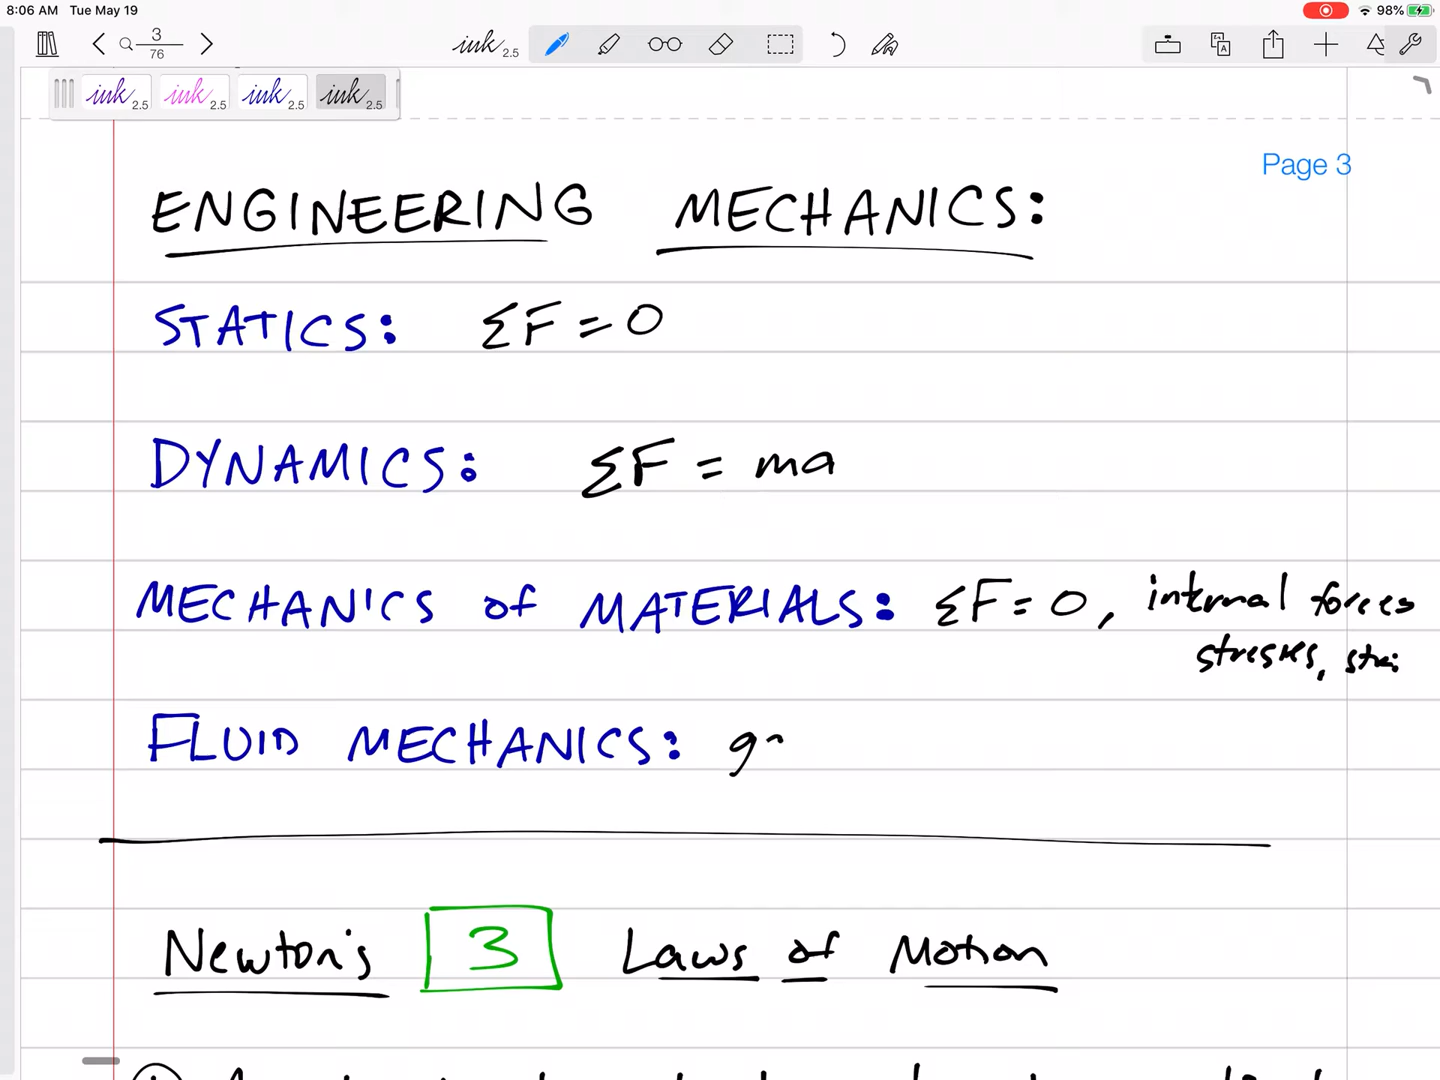 8:06 AM Tue May 19
98%
3
76
ink 2.5
ink 2.5 ink 2.5 ink 2.5 ink 2.5
Page 3
ENGINEERING MECHANICS:
STATICS: ΣF = 0
DYNAMICS: ΣF = ma
MECHANICS of MATERIALS: ΣF = 0, internal forces
stresses, strai
FLUID MECHANICS: g
Newton's 3 Laws of Motion